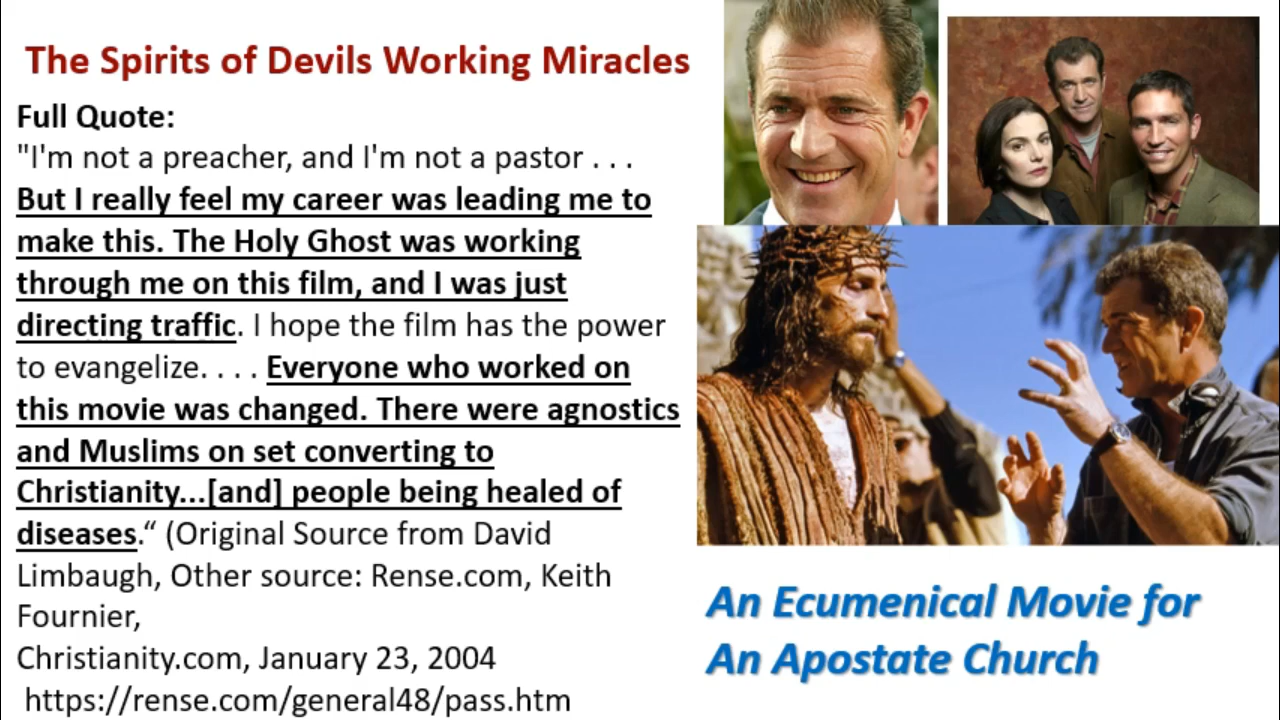 The Spirits of Devils Working Miracles
Full Quote:
"I'm not a preacher, and I'm not a pastor . . .
But I really feel my career was leading me to
make this. The Holy Ghost was working
through me on this film, and I was just
directing traffic. I hope the film has the power
to evangelize. . . . Everyone who worked on
this movie was changed. There were agnostics
and Muslims on set converting to
Christianity...[and] people being healed of
diseases.“ (Original Source from David
Limbaugh, Other source: Rense.com, Keith
Fournier,
Christianity.com, January 23, 2004
https://rense.com/general48/pass.htm
An Ecumenical Movie for
An Apostate Church